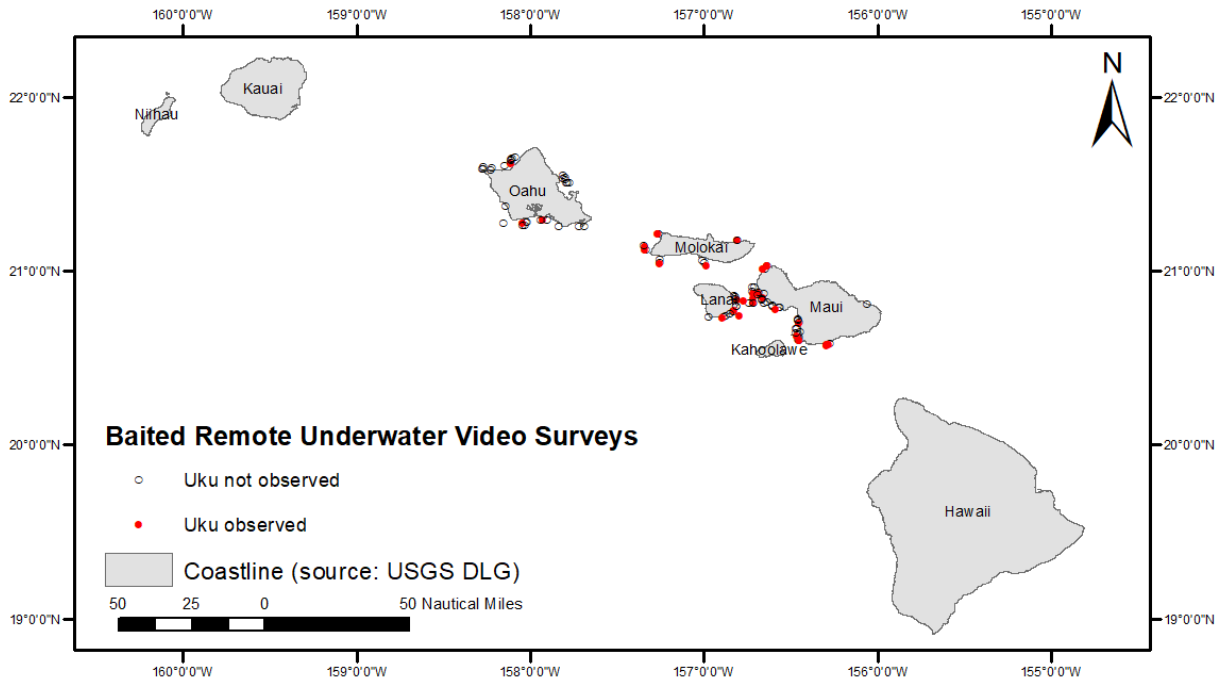 160°0'0"W 159°0'0"W 158°0'0"W 157°0'0"W 156°0'0"W 155°0'0"W
N
22°0'0"N 22°0'0"N
Kauai
Niihau
Oahu
21°0'0"N 21°0'0"N
Molokai
Lanai
Maui
Kahoolawe
20°0'0"N 20°0'0"N
Baited Remote Underwater Video Surveys
Uku not observed
Uku observed
Hawaii
Coastline (source: USGS DLG)
50 25 0 50 Nautical Miles
19°0'0"N 19°0'0"N
160°0'0"W 159°0'0"W 158°0'0"W 157°0'0"W 156°0'0"W 155°0'0"W